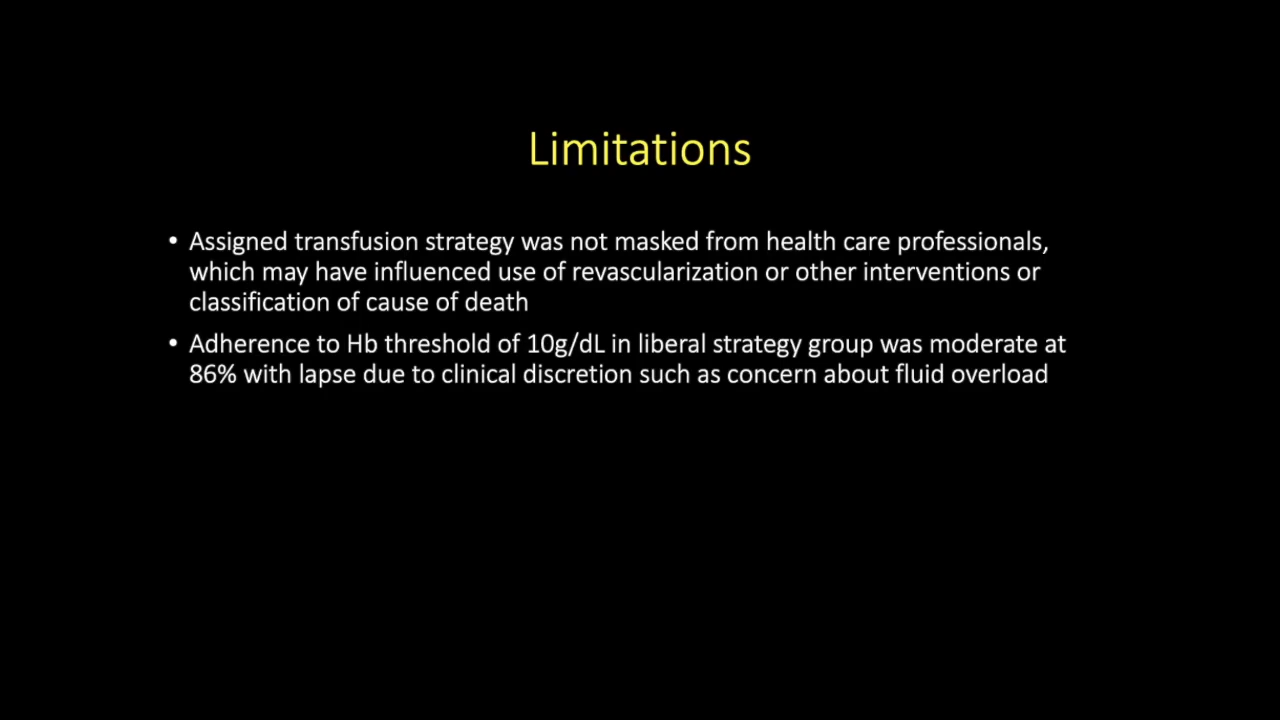 Limitations
• Assigned transfusion strategy was not masked from health care professionals,
which may have influenced use of revascularization or other interventions or
classification of cause of death
• Adherence to Hb threshold of 10g/dL in liberal strategy group was moderate at
86% with lapse due to clinical discretion such as concern about fluid overload